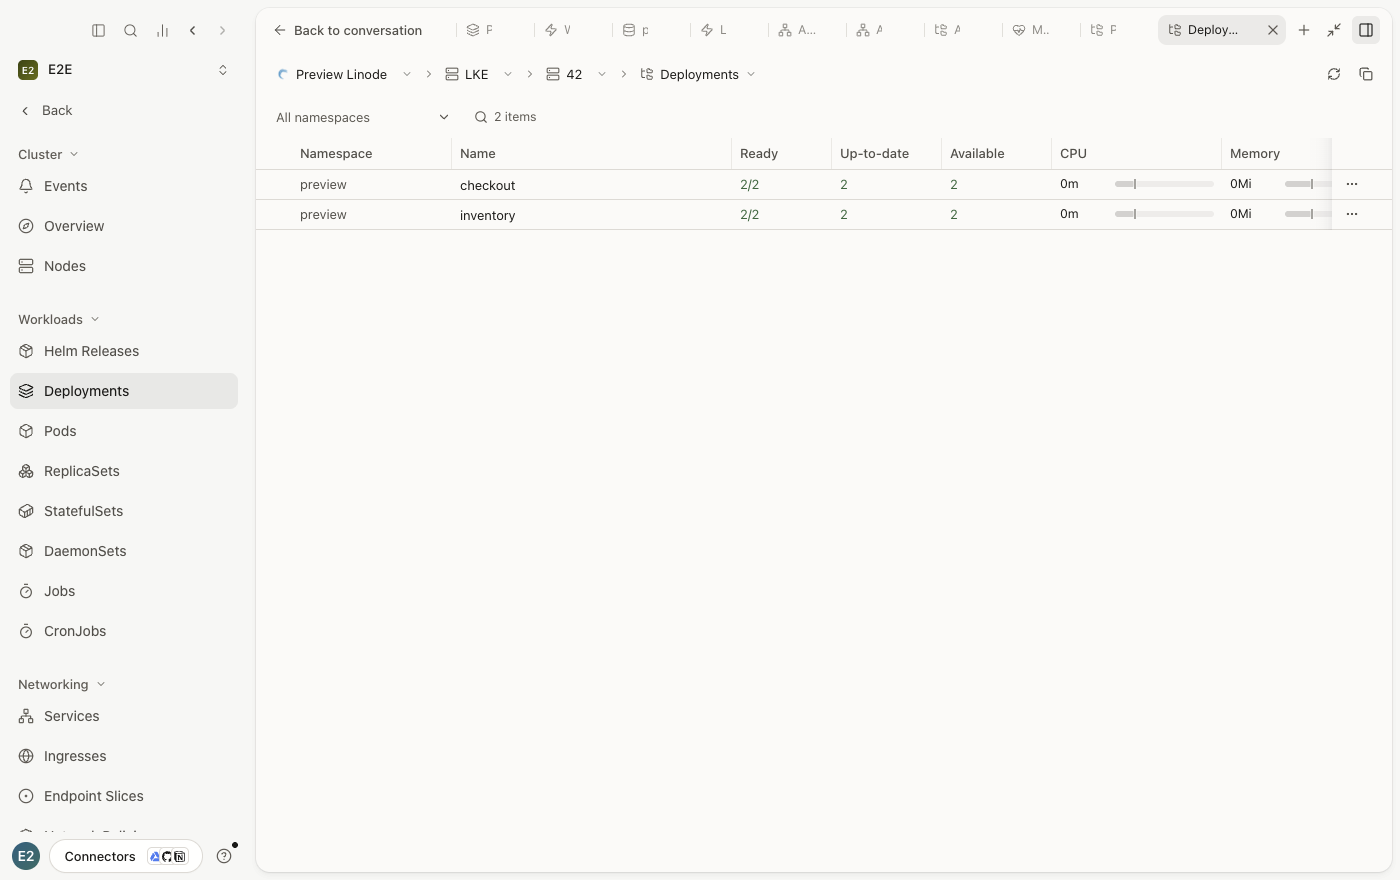 Back to conversation
A...
M..
Deploy...
E2 E2E
Preview Linode
LKE
42
Deployments
Back
All namespaces
2 items
Cluster
Namespace Name Ready Up-to-date Available CPU Memory
Events
preview checkout 2/2 2 2 0m 0Mi
preview inventory 2/2 2 2 0m 0Mi
Overview
Nodes
Workloads
Helm Releases
Deployments
Pods
ReplicaSets
StatefulSets
DaemonSets
Jobs
CronJobs
Networking
Services
Ingresses
Endpoint Slices
E2 Connectors